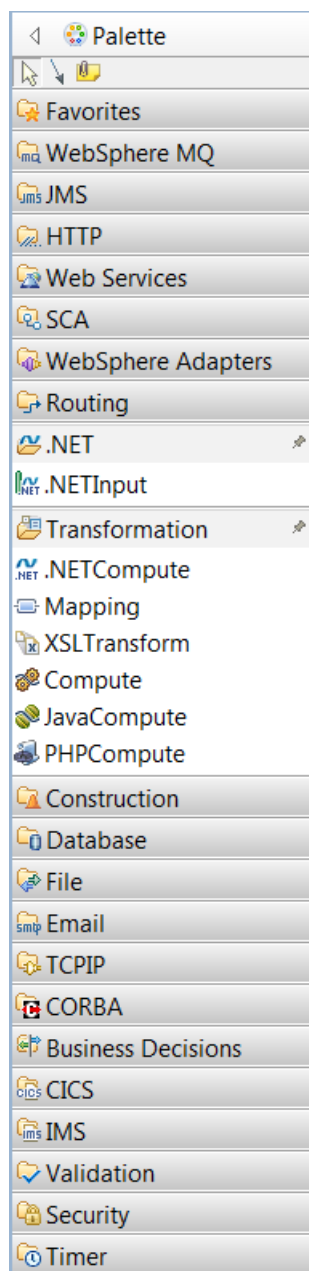 Palette
Favorites
WebSphere MQ
JMS
HTTP
Web Services
SCA
WebSphere Adapters
Routing
.NET
.NETInput
Transformation
.NETCompute
Mapping
XSLTransform
Compute
JavaCompute
PHPCompute
Construction
Database
File
Email
TCPIP
CORBA
Business Decisions
CICS
IMS
Validation
Security
Timer